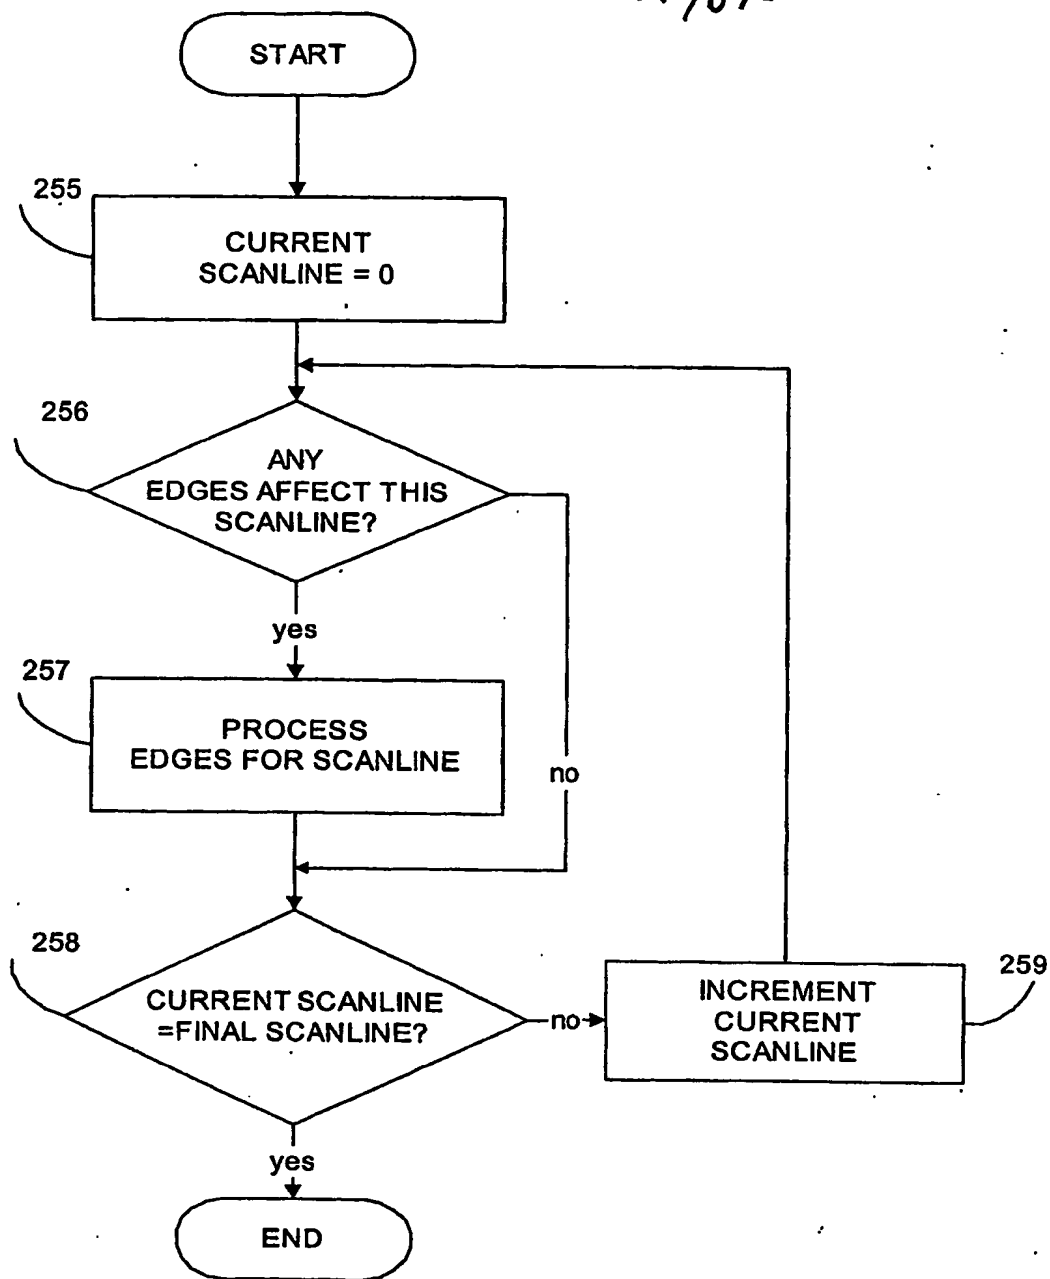 START
255
CURRENT
SCANLINE = 0
256
ANY
EDGES AFFECT THIS
SCANLINE?
yes
257
PROCESS
EDGES FOR SCANLINE
no
258
CURRENT SCANLINE
=FINAL SCANLINE?
no
259
INCREMENT
CURRENT
SCANLINE
yes
END